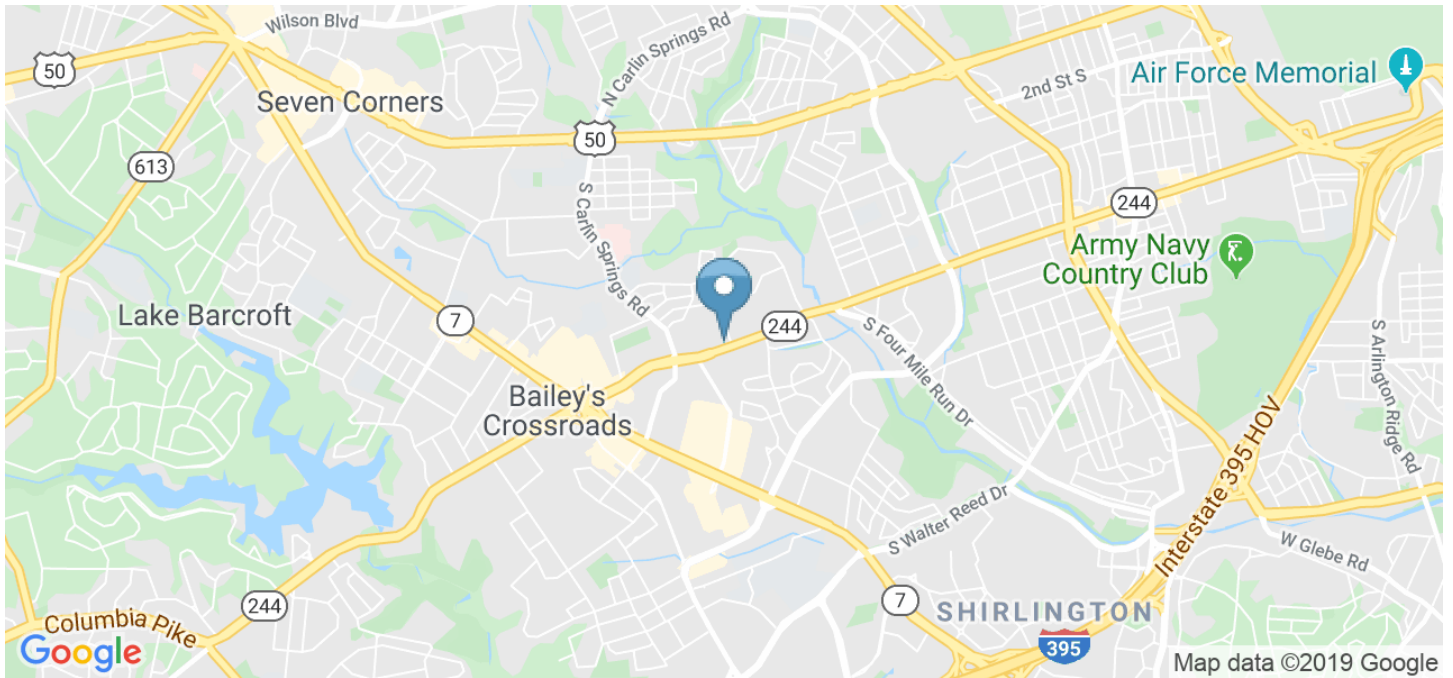 Wilson Blvd
50
Seven Corners
N Carlin Springs Rd
50
2nd St S
Air Force Memorial
613
S Carlin Springs Rd
244
Army Navy
Country Club
Lake Barcroft
7
244
S Four Mile Run Dr
S Arlington Ridge Rd
Bailey's
Crossroads
Interstate 395 HOV
S Walter Reed Dr
W Glebe Rd
244
Columbia Pike
7
SHIRLINGTON
395
Google
Map data ©2019 Google